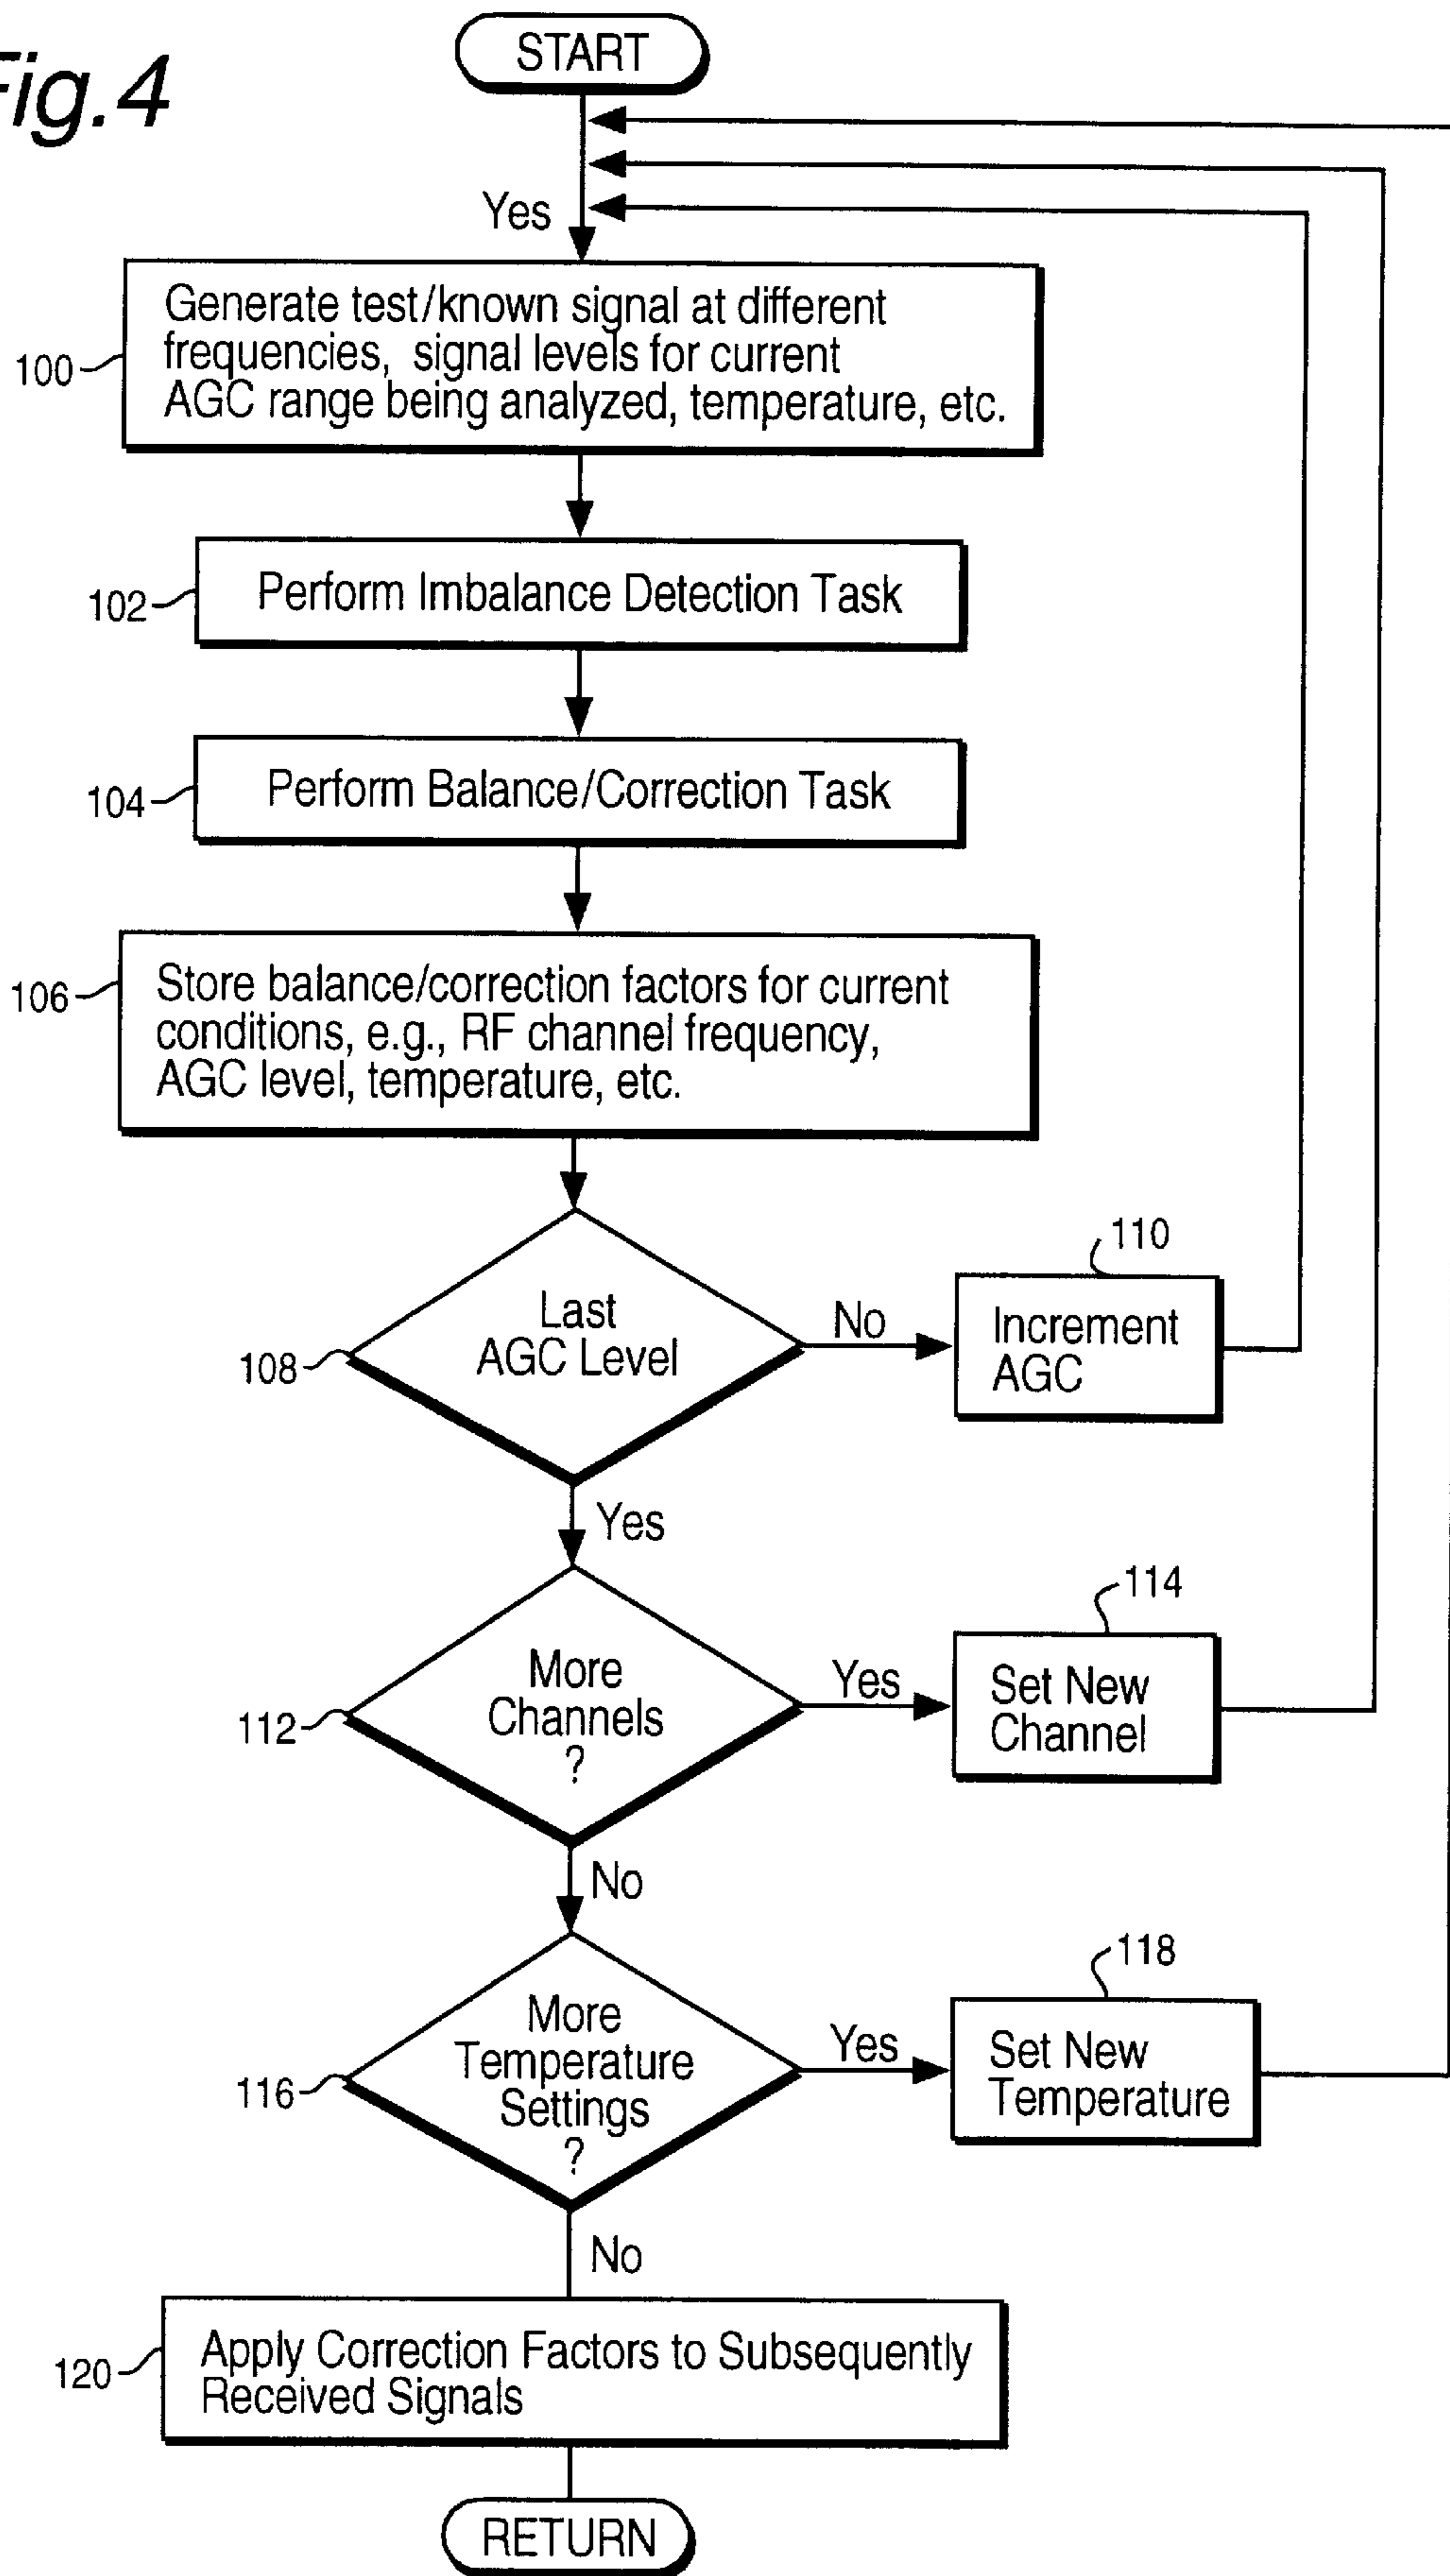 Fig.4
START
Yes
Generate test/known signal at different
frequencies, signal levels for current
AGC range being analyzed, temperature, etc.
100
Perform Imbalance Detection Task
102
Perform Balance/Correction Task
104
Store balance/correction factors for current
conditions, e.g., RF channel frequency,
AGC level, temperature, etc.
106
Last
AGC Level
108
No
110
Increment
AGC
Yes
More
Channels
?
112
Yes
114
Set New
Channel
No
More
Temperature
Settings
?
116
Yes
118
Set New
Temperature
No
Apply Correction Factors to Subsequently
Received Signals
120
RETURN